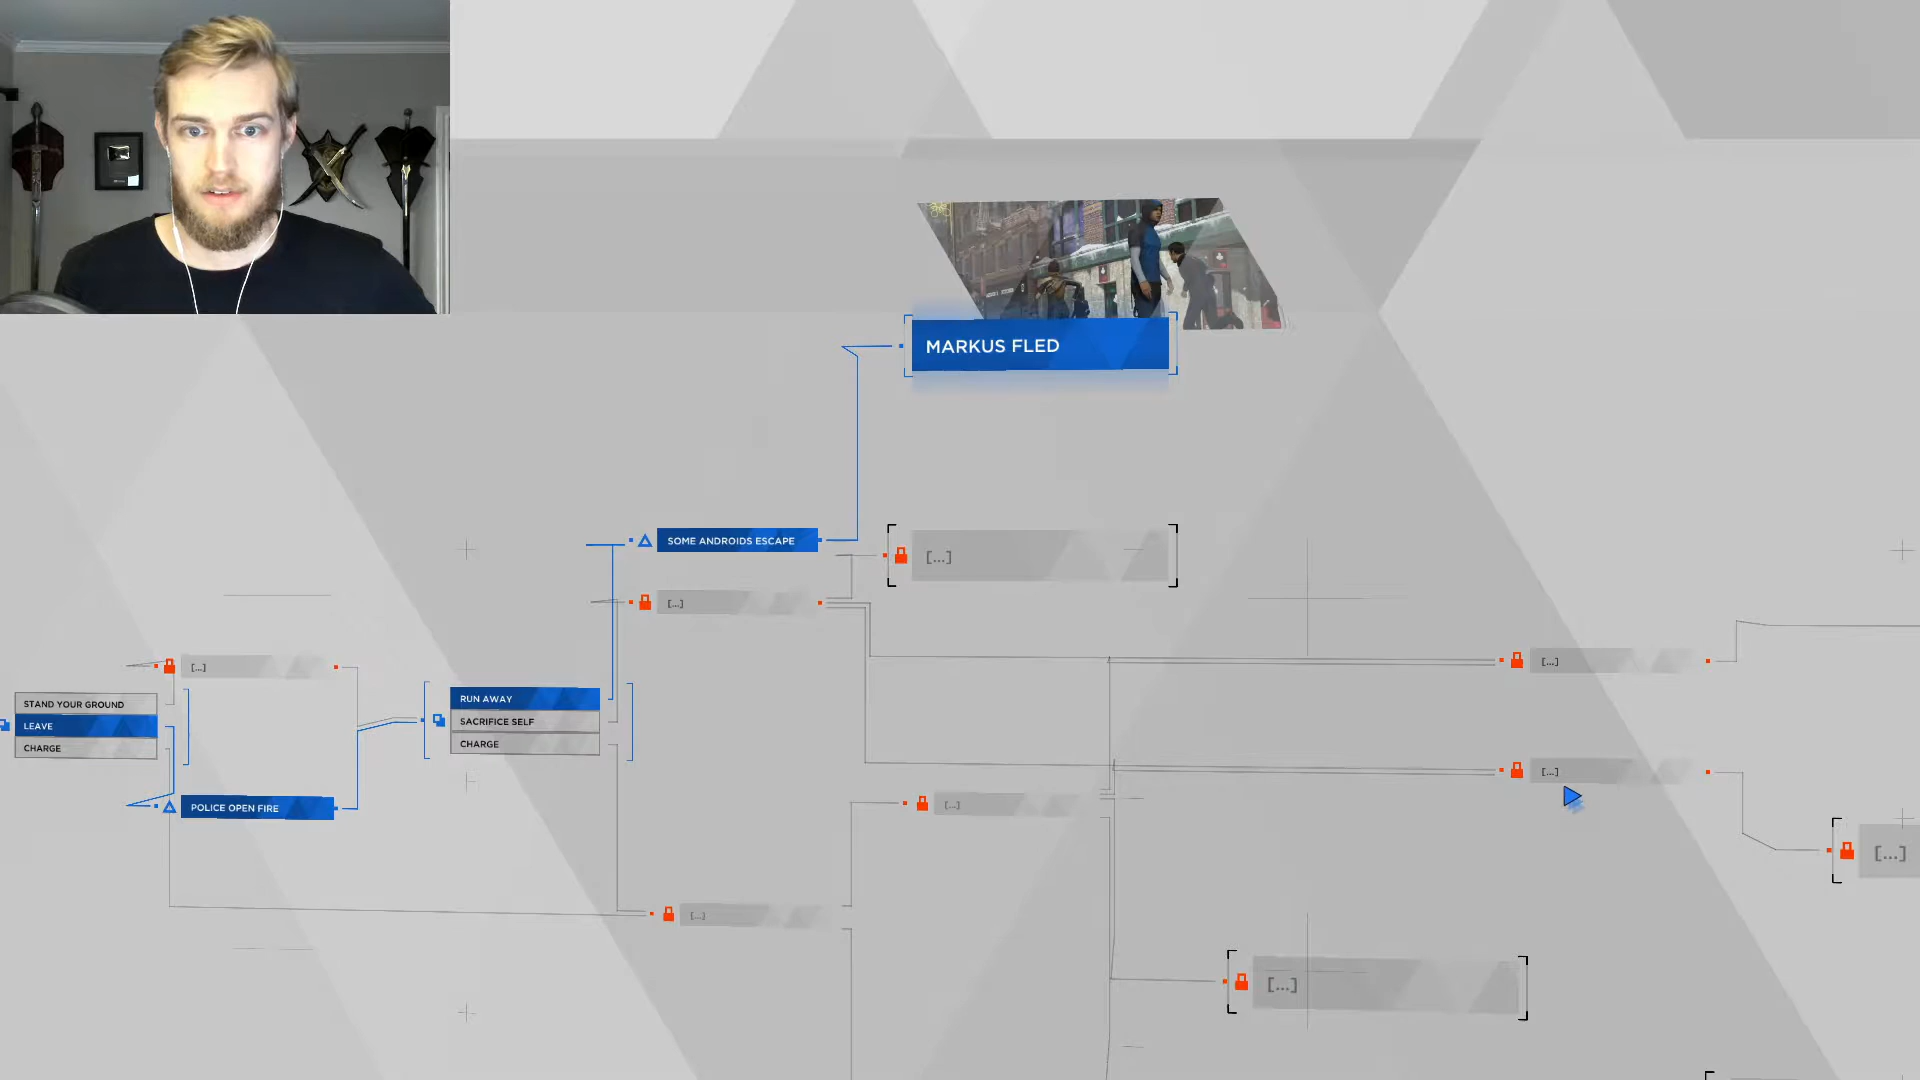 MARKUS FLED
SOME ANDROIDS ESCAPE
[...]
[...]
[...]
[...]
STAND YOUR GROUND
LEAVE
CHARGE
RUN AWAY
SACRIFICE SELF
CHARGE
[...]
POLICE OPEN FIRE
[...]
[...]
[...]
[...]